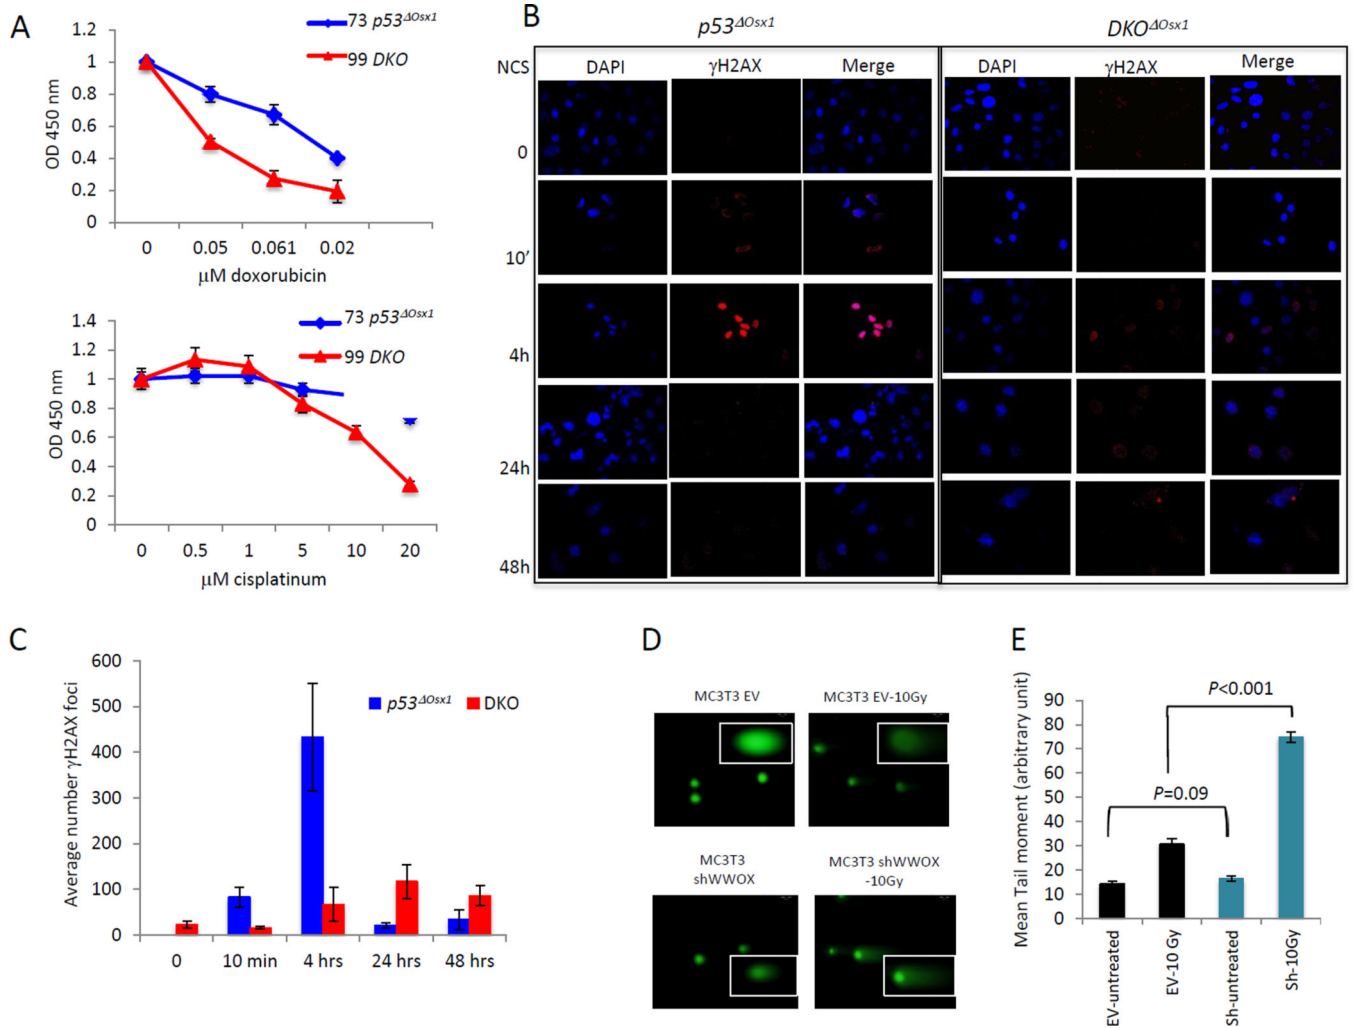 A
1.2
1
0.8
0.6
0.4
0.2
0
OD 450 nm
73 p53ΔOsx1
99 DKO
0 0.05 0.061 0.02
μM doxorubicin
1.4
1.2
1
0.8
0.6
0.4
0.2
0
OD 450 nm
73 p53ΔOsx1
99 DKO
0 0.5 1 5 10 20
μM cisplatinum
B
p53ΔOsx1
DKOΔOsx1
NCS DAPI γH2AX Merge DAPI γH2AX Merge
0
10'
4h
24h
48h
C
600
500
400
300
200
100
0
Average number γH2AX foci
p53ΔOsx1 DKO
0 10 min 4 hrs 24 hrs 48 hrs
D
MC3T3 EV
MC3T3 EV-10Gy
MC3T3
shWWOX
MC3T3 shWWOX
-10Gy
E
Mean Tail moment (arbitrary unit)
90
80
70
60
50
40
30
20
10
0
P<0.001
P=0.09
EV-untreated
EV-10 Gy
Sh-untreated
Sh-10Gy